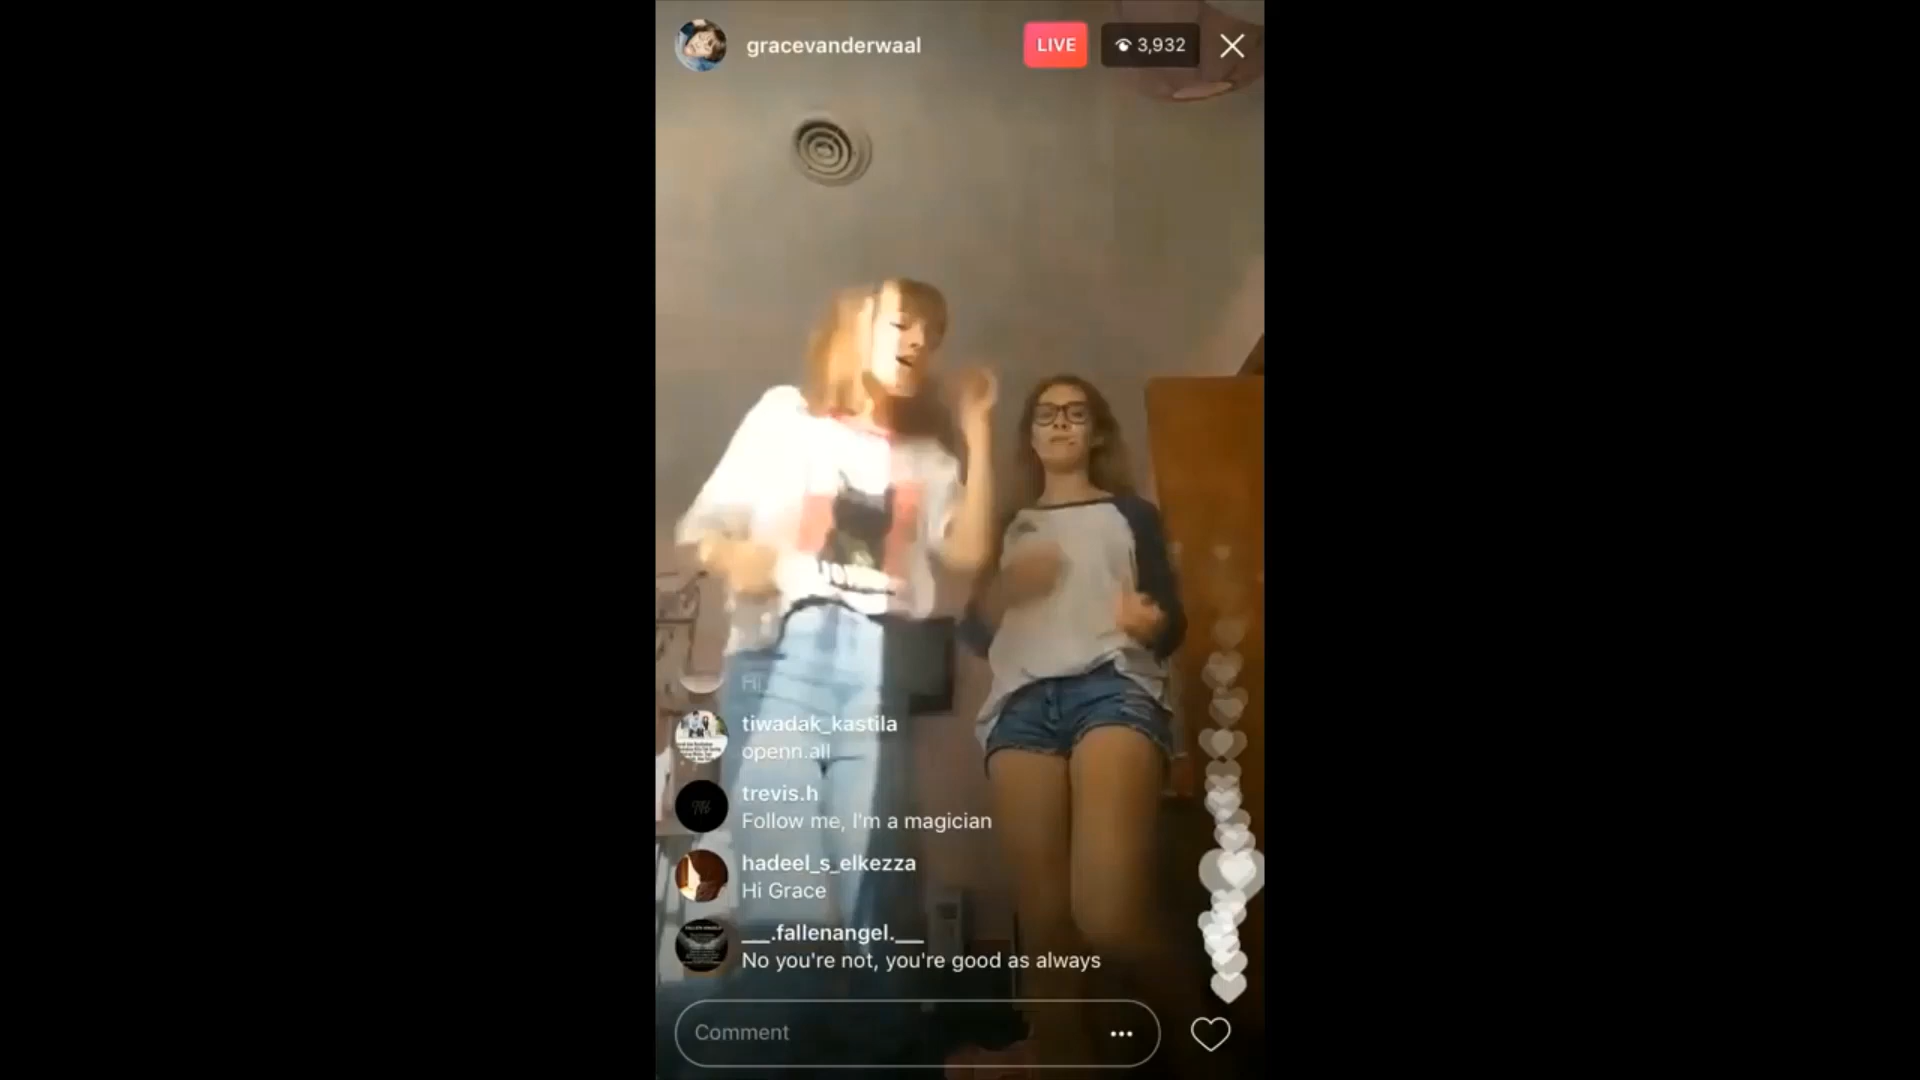 gracevanderwaal
LIVE
3,932
Hi
tiwadak_kastila
openn.all
trevis.h
Follow me, I'm a magician
hadeel_s_elkezza
Hi Grace
___.fallenangel.___
No you're not, you're good as always
Comment